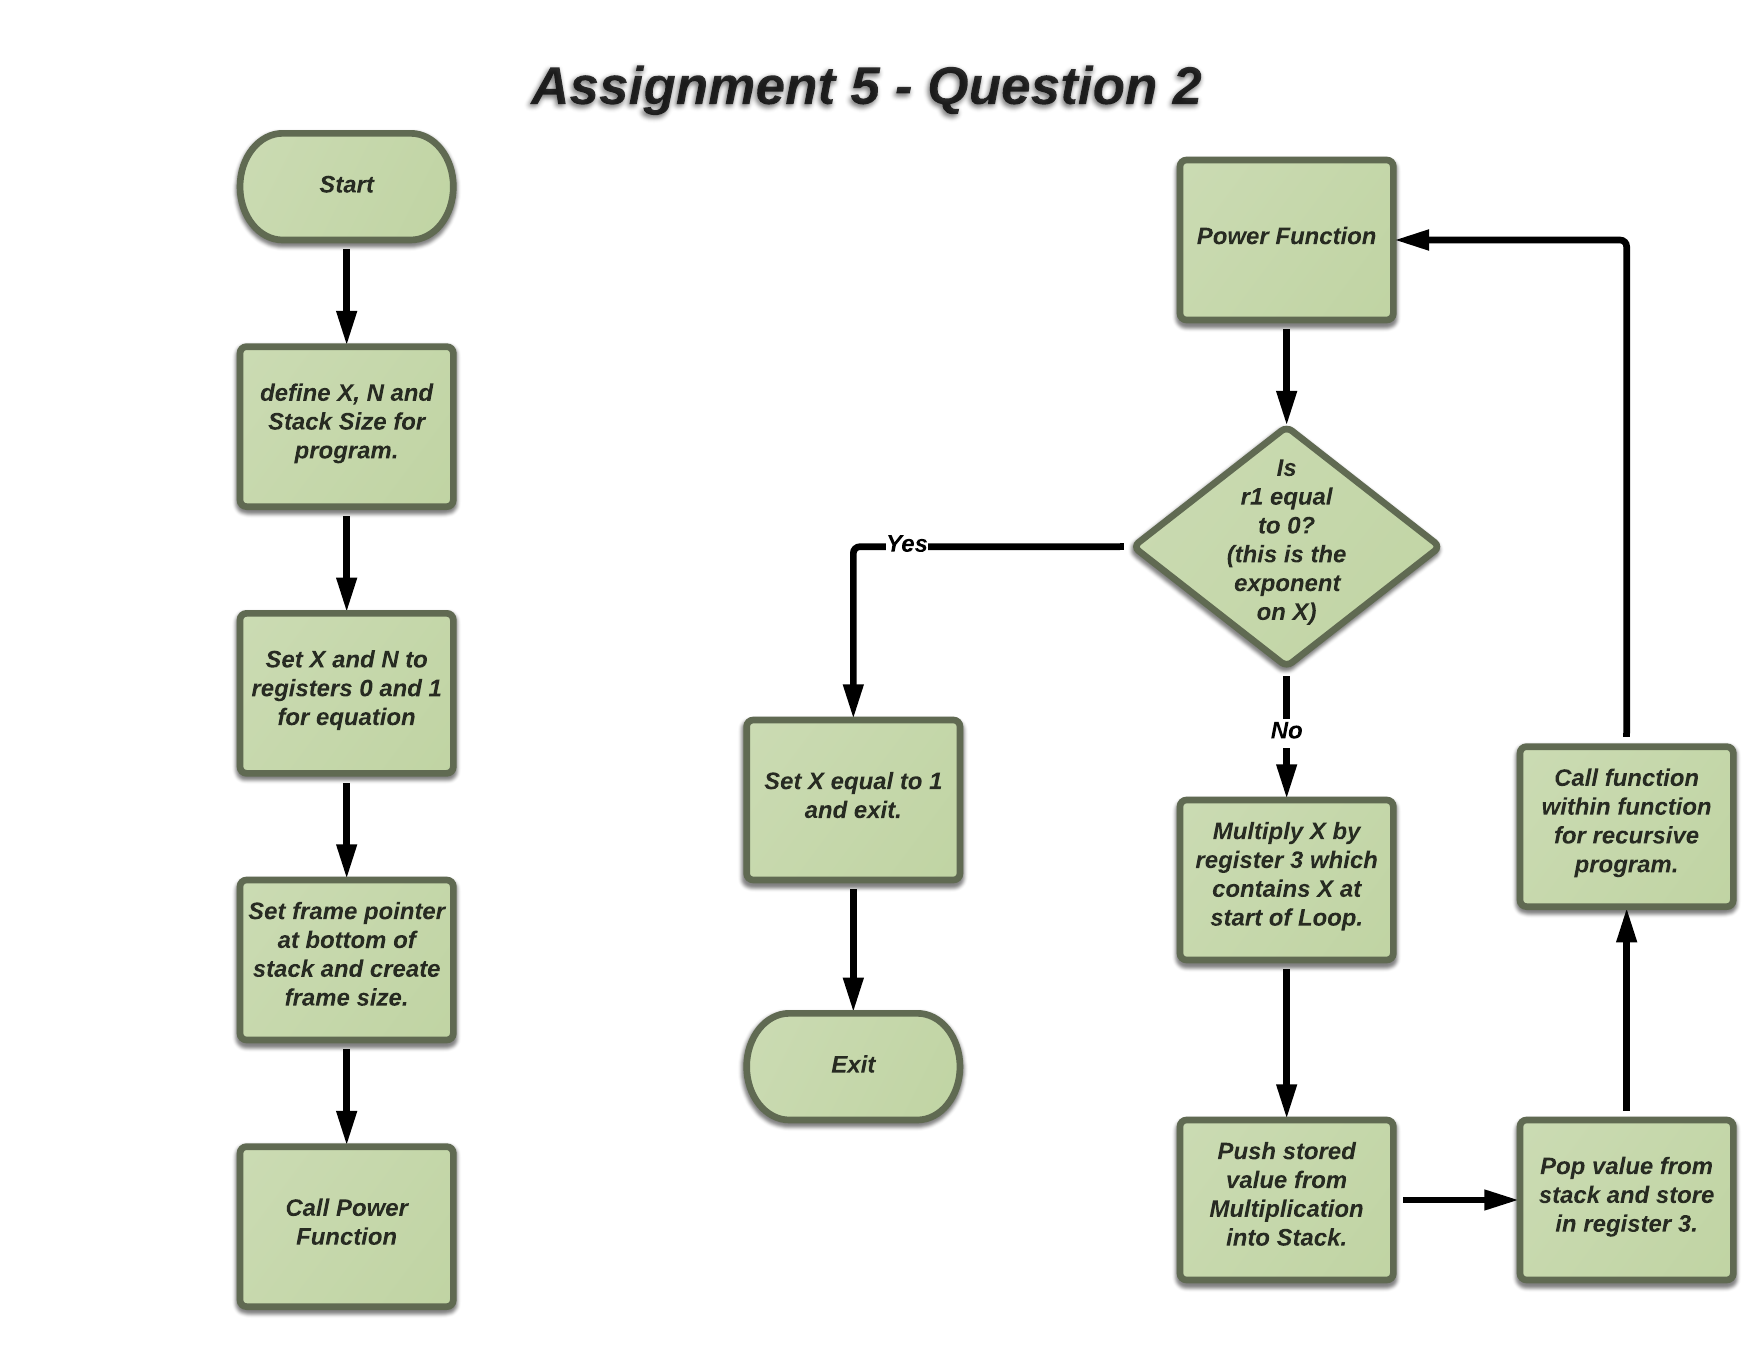 Assignment 5 - Question 2
Start
define X, N and
Stack Size for
program.
Set X and N to
registers 0 and 1
for equation
Set frame pointer
at bottom of
stack and create
frame size.
Call Power
Function
Power Function
Is
r1 equal
to 0?
(this is the
exponent
on X)
Yes
Set X equal to 1
and exit.
Exit
No
Multiply X by
register 3 which
contains X at
start of Loop.
Push stored
value from
Multiplication
into Stack.
Pop value from
stack and store
in register 3.
Call function
within function
for recursive
program.